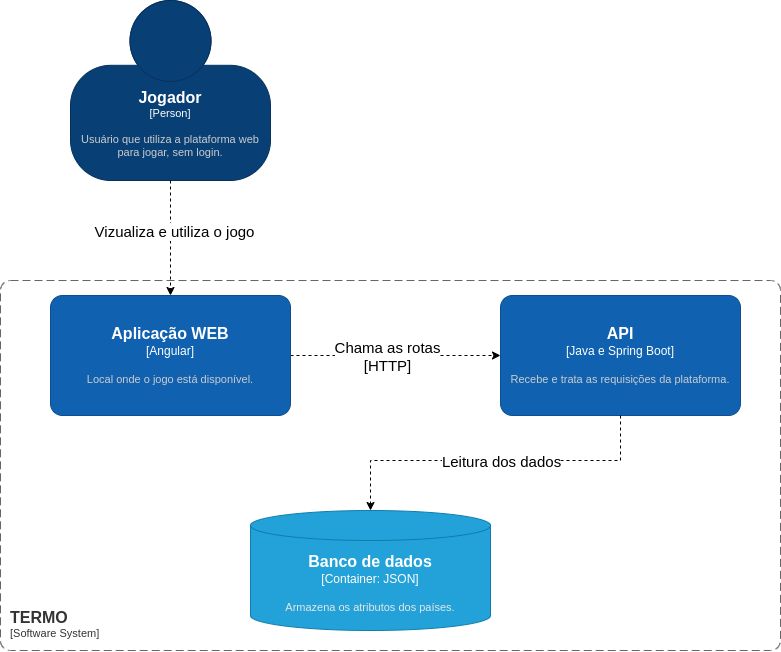 Jogador
[Person]
Usuário que utiliza a plataforma web
para jogar, sem login.
Vizualiza e utiliza o jogo
Aplicação WEB
[Angular]
Local onde o jogo está disponível.
Chama as rotas
[HTTP]
API
[Java e Spring Boot]
Recebe e trata as requisições da plataforma.
Leitura dos dados
Banco de dados
[Container: JSON]
Armazena os atributos dos países.
TERMO
[Software System]